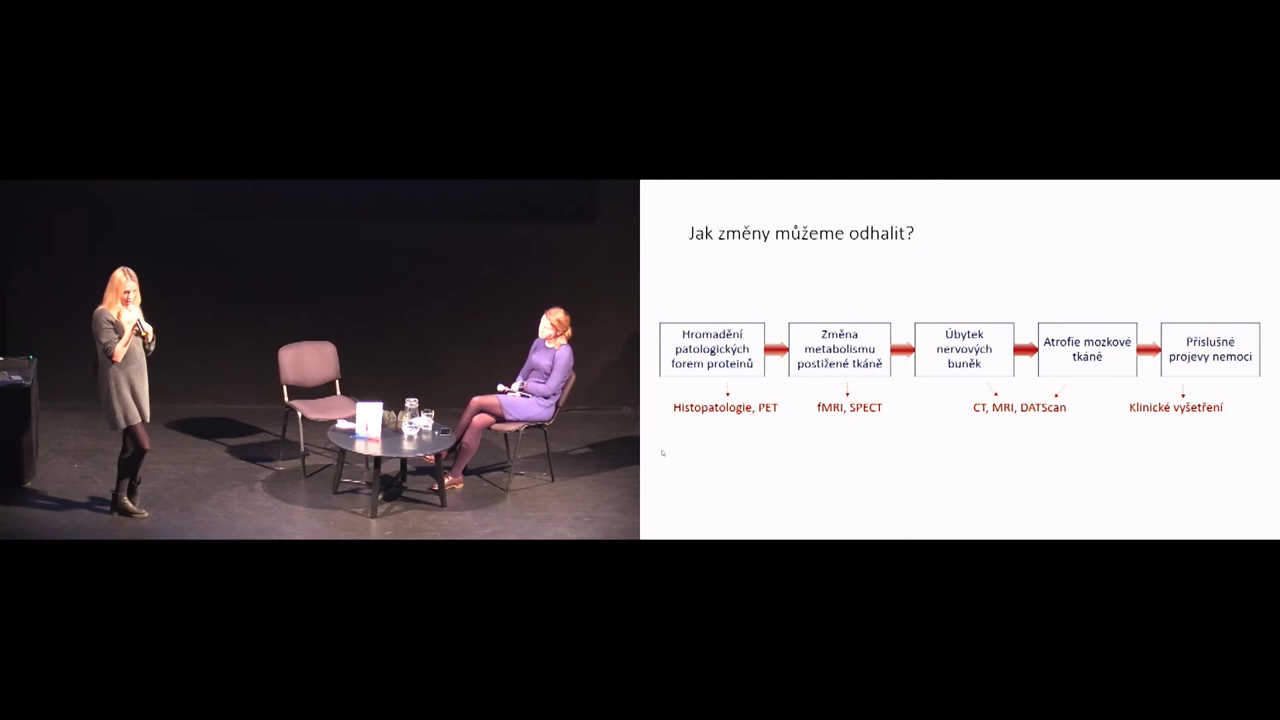 Jak změny můžeme odhalit?
Hromadění
patologických
forem proteinů
Změna
metabolismu
postižené tkáně
Úbytek
nervových
buněk
Atrofie mozkové
tkáně
Příslušné
projevy nemoci
Histopatologie, PET
fMRI, SPECT
CT, MRI, DATScan
Klinické vyšetření